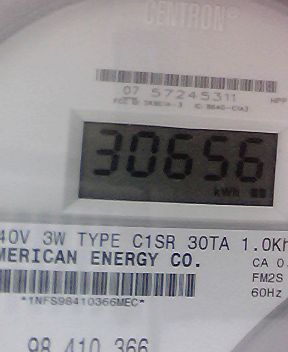 CENTRON®
07 57245311
30656
kWh
40V 3W TYPE C1SR 30TA 1.0Kh
MERICAN ENERGY CO.
CA 0.
FM2S
60Hz
*1NFS98410366MEC*
98 410 366